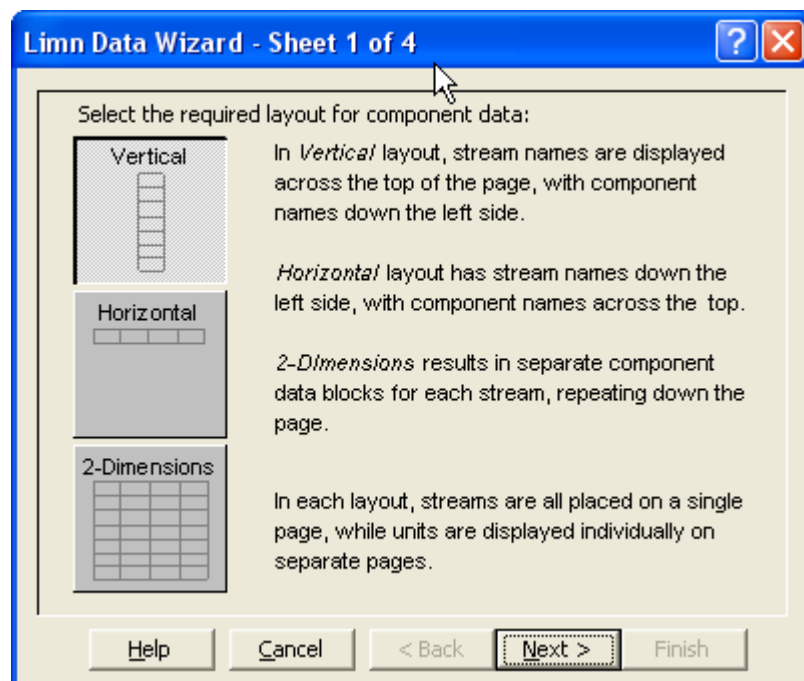 Limn Data Wizard - Sheet 1 of 4
?
Select the required layout for component data:
Vertical
In Vertical layout, stream names are displayed
across the top of the page, with component
names down the left side.
Horizontal
Horizontal layout has stream names down the
left side, with component names across the top.
2-Dimensions results in separate component
data blocks for each stream, repeating down the
page.
2-Dimensions
In each layout, streams are all placed on a single
page, while units are displayed individually on
separate pages.
Help
Cancel
< Back
Next >
Finish